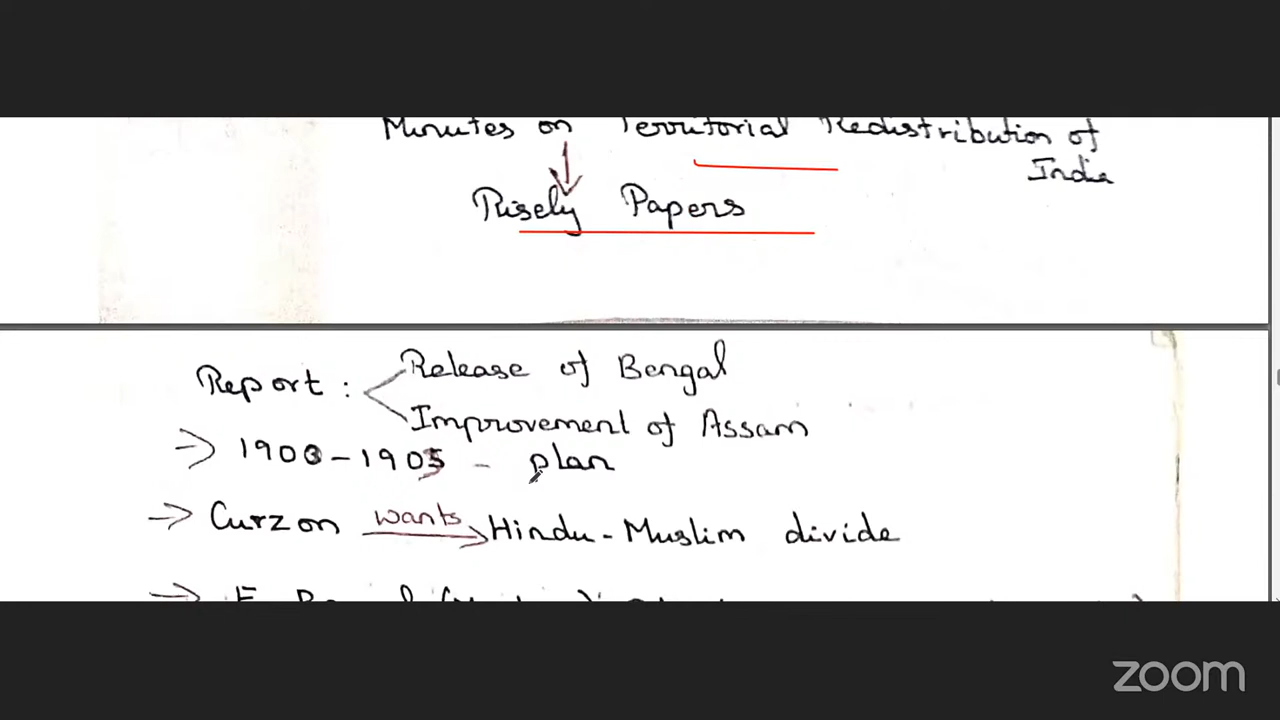 Minutes on Territorial Redistribution of
India
Risely Papers
Report :
Release of Bengal
Improvement of Assam
⇒ 1903-1905 - plan
⇒ Curzon wants Hindu-Muslim divide
zoom